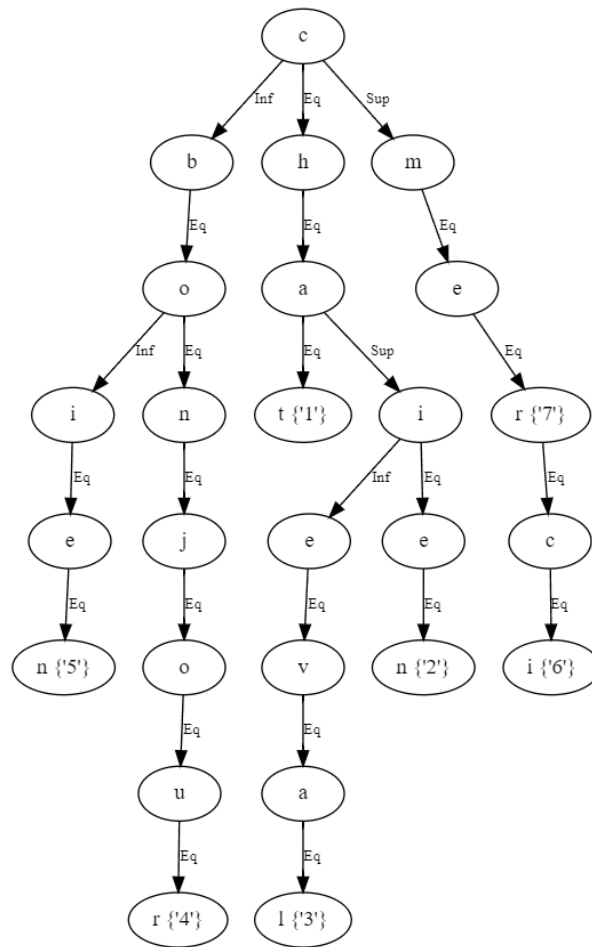 c
Inf Eq Sup
b h m
Eq Eq Eq
o a e
Inf Eq Eq Sup Eq
i n t {'1'} i r {'7'}
Eq Eq Inf Eq Eq
e j e e c
Eq Eq Eq Eq Eq
n {'5'} o v n {'2'} i {'6'}
Eq Eq
u a
Eq Eq
r {'4'} l {'3'}